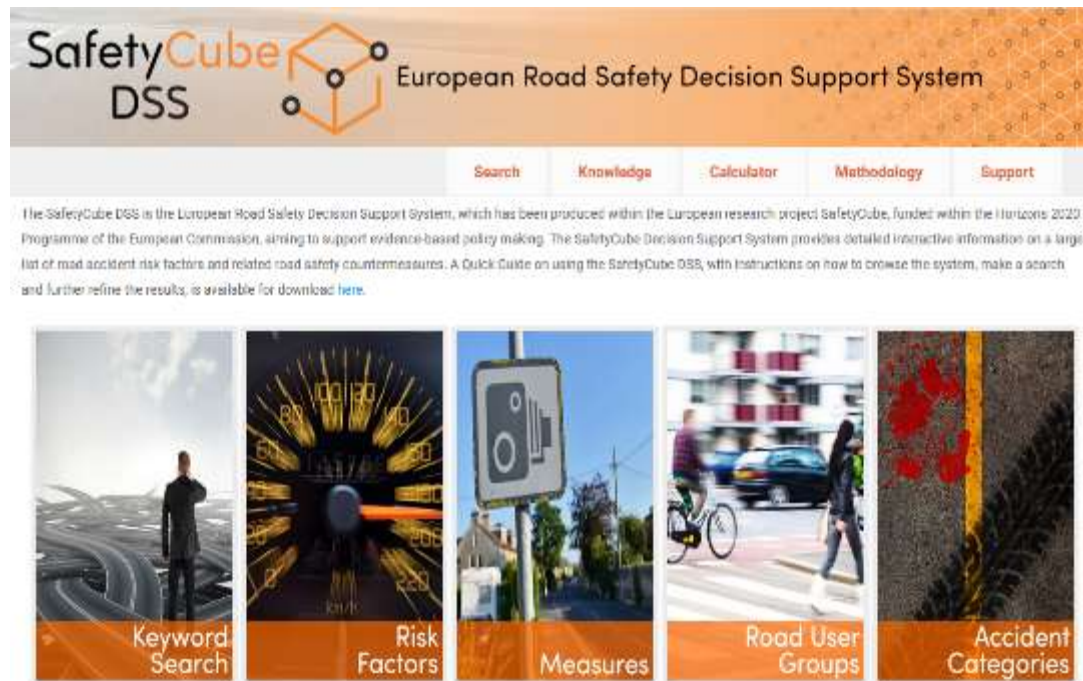 SafetyCube
DSS
European Road Safety Decision Support System
Search Knowledge Calculator Methodology Support
The SafetyCube DSS is the European Road Safety Decision Support System, which has been produced within the European research project SafetyCube, funded within the Horizons 2020
Programme of the European Commission, aiming to support evidence-based policy making. The SafetyCube Decision Support System provides detailed interactive information on a large
list of road accident risk factors and related road safety countermeasures. A Quick Guide on using the SafetyCube DSS, with instructions on how to browse the system, make a search
and further refine the results, is available for download here.
Keyword
Search
Risk
Factors
Measures
Road User
Groups
Accident
Categories